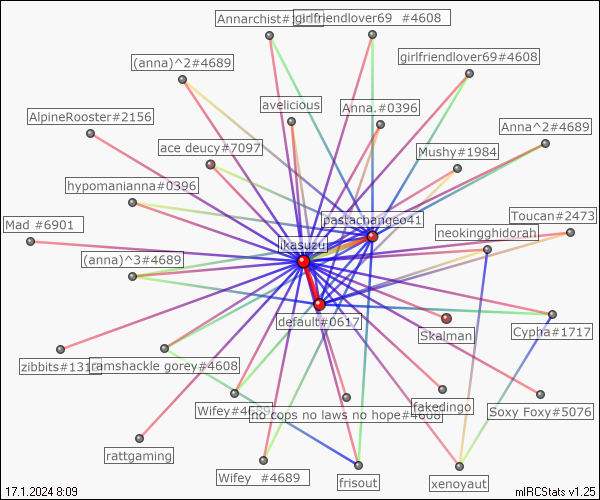 Annarchist#
girlfriendlover69 #4608
girlfriendlover69#4608
(anna)^2#4689
avelicious
Anna.#0396
AlpineRooster#2156
Anna^2#4689
ace deucy#7097
Mushy#1984
hypomanianna#0396
pastachangeo41
Toucan#2473
Mad #6901
neokingghidorah
ikasuzu
(anna)^3#4689
default#0617
Skalman
Cypha#1717
zibbits#131
ramshackle gorey#4608
Wifey#4689
no cops no laws no hope#4608
fakedingo
Soxy Foxy#5076
rattgaming
Wifey #4689
frisout
xenoyaut
17.1.2024 8:09
mIRCStats v1.25